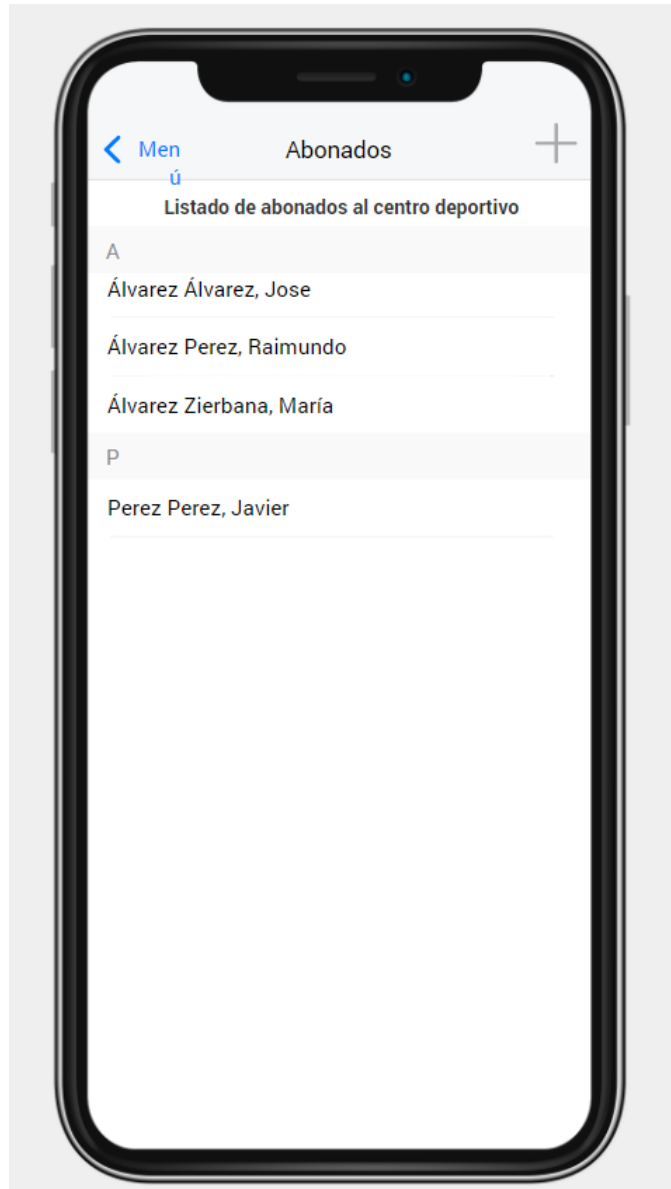 Men
ú
Abonados
Listado de abonados al centro deportivo
A
Álvarez Álvarez, Jose
Álvarez Perez, Raimundo
Álvarez Zierbana, María
P
Perez Perez, Javier